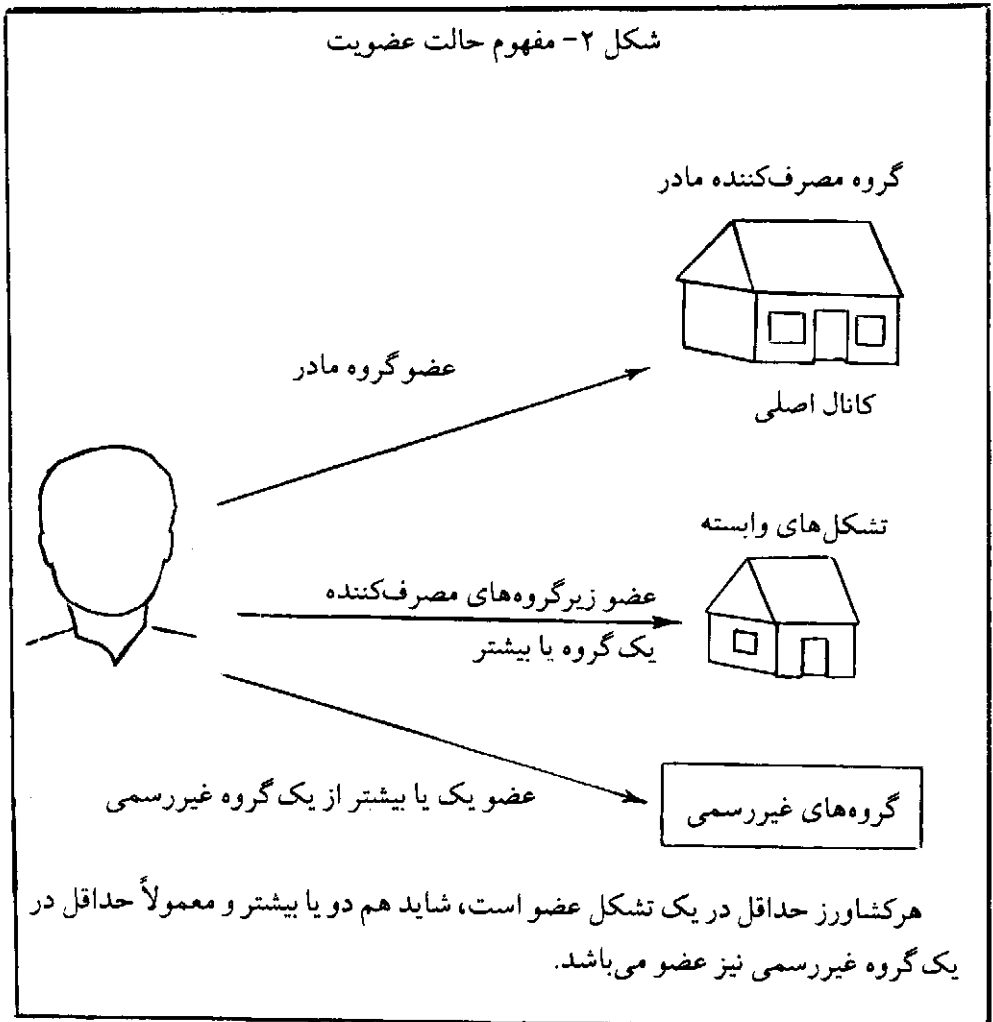 شکل ۲- مفهوم حالت عضویت
گروه مصرف‌کننده مادر
عضو گروه مادر
کانال اصلی
تشکل‌های وابسته
عضو زیرگروه‌های مصرف‌کننده
یک گروه یا بیشتر
عضو یک یا بیشتر از یک گروه غیررسمی
گروه‌های غیررسمی
هرکشاورز حداقل در یک تشکل عضو است، شاید هم دو یا بیشتر و معمولاً حداقل در
یک گروه غیررسمی نیز عضو می‌باشد.